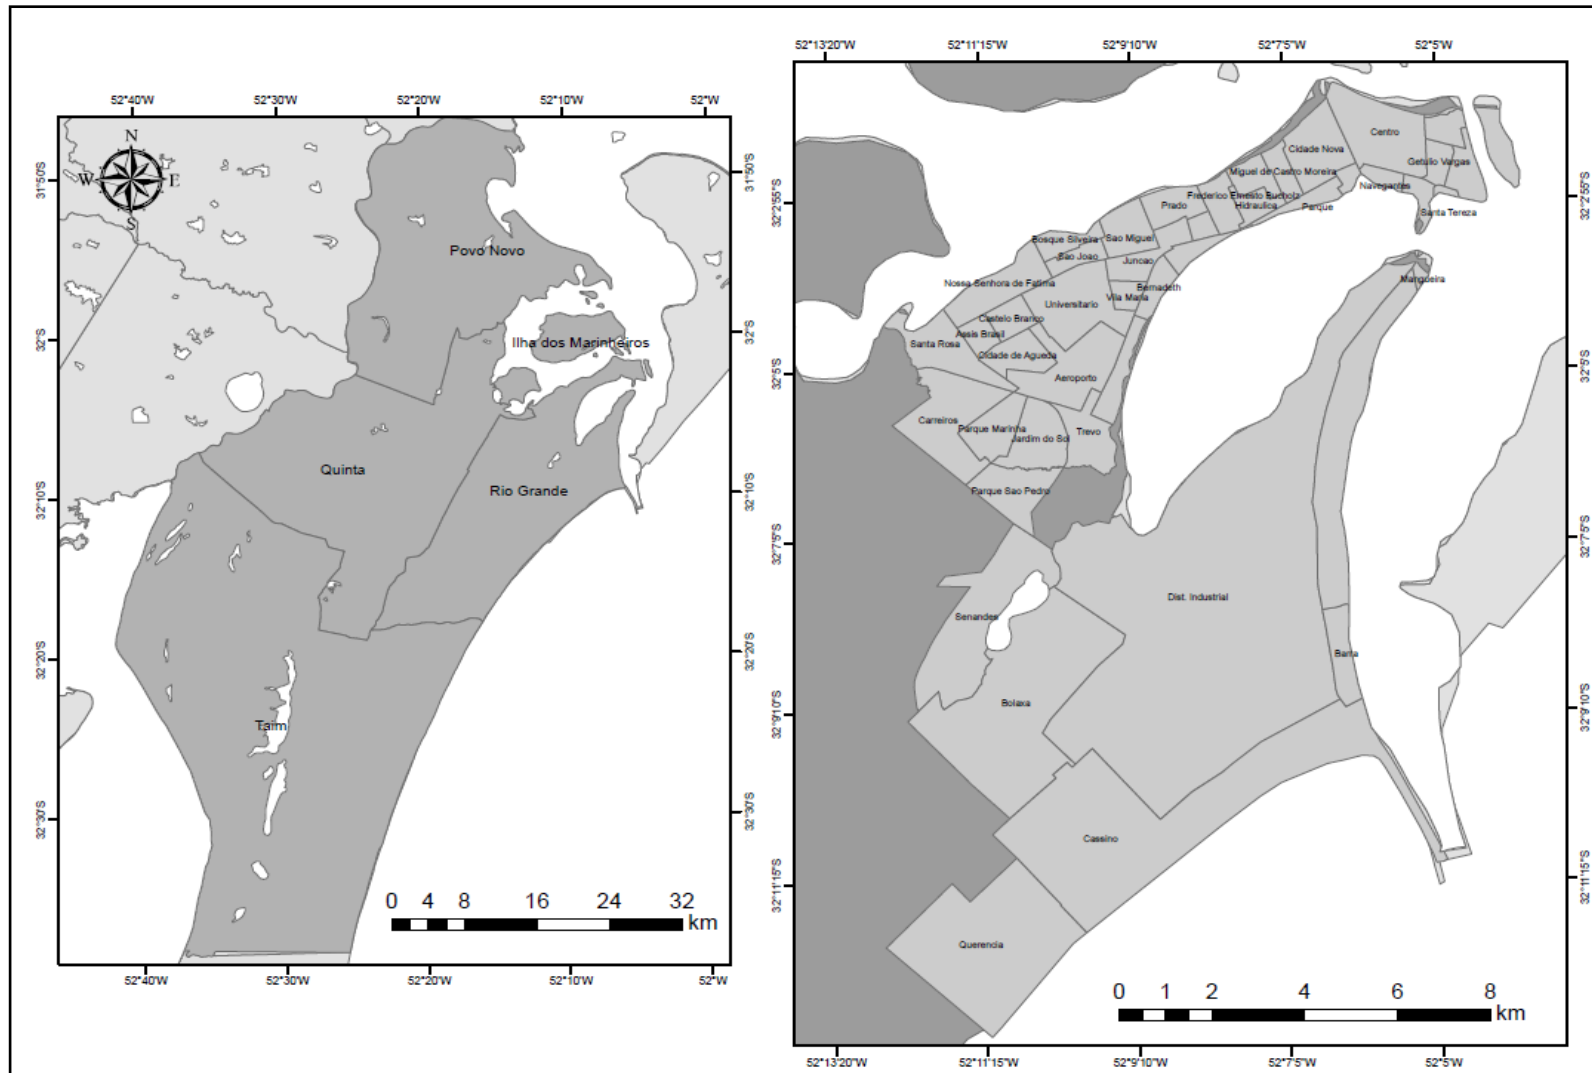 52°40'W 52°30'W 52°20'W 52°10'W 52°W
N
W E
S
31°50'S 31°50'S
Povo Novo
32°S 32°S
Ilha dos Marinheiros
Quinta
Rio Grande
32°10'S 32°10'S
32°20'S 32°20'S
Taim
32°30'S 32°30'S
0 4 8 16 24 32
km
52°40'W 52°30'W 52°20'W 52°10'W 52°W
52°13'20"W 52°11'15"W 52°9'10"W 52°7'5"W 52°5'W
Centro
Cidade Nova
Getulio Vargas
Miguel de Castro Moreira
Navegantes
32°2'55"S 32°2'55"S
Frederico Ernesto Bucholz
Prado Hidraulica Parque
Santa Tereza
Bosque Silveira Sao Miguel
Sao Joao Juncao
Mangueira
Nossa Senhora de Fatima
Bernadeth
Vila Maria
Universitario
Castelo Branco
Assis Brasil
Santa Rosa
Cidade de Agueda
32°5'S 32°5'S
Aeroporto
Carreiros
Parque Marinha
Trevo
Jardim do Sol
Parque Sao Pedro
32°7'5"S 32°7'5"S
Dist. Industrial
Senandes
Barra
Bolaxa
32°9'10"S 32°9'10"S
Cassino
32°11'15"S 32°11'15"S
Querencia
0 1 2 4 6 8
km
52°13'20"W 52°11'15"W 52°9'10"W 52°7'5"W 52°5'W